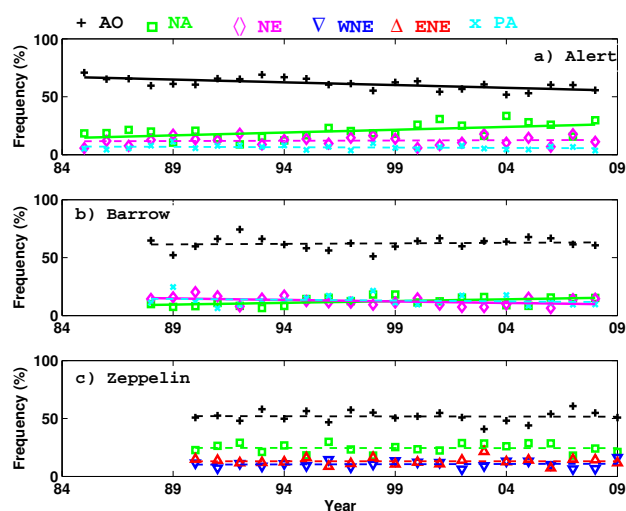 AO NA NE WNE ENE PA
100
50
0
Frequency (%)
a) Alert
84 89 94 99 04 09
100
50
0
Frequency (%)
b) Barrow
84 89 94 99 04 09
100
50
0
Frequency (%)
c) Zeppelin
84 89 94 99 04 09
Year